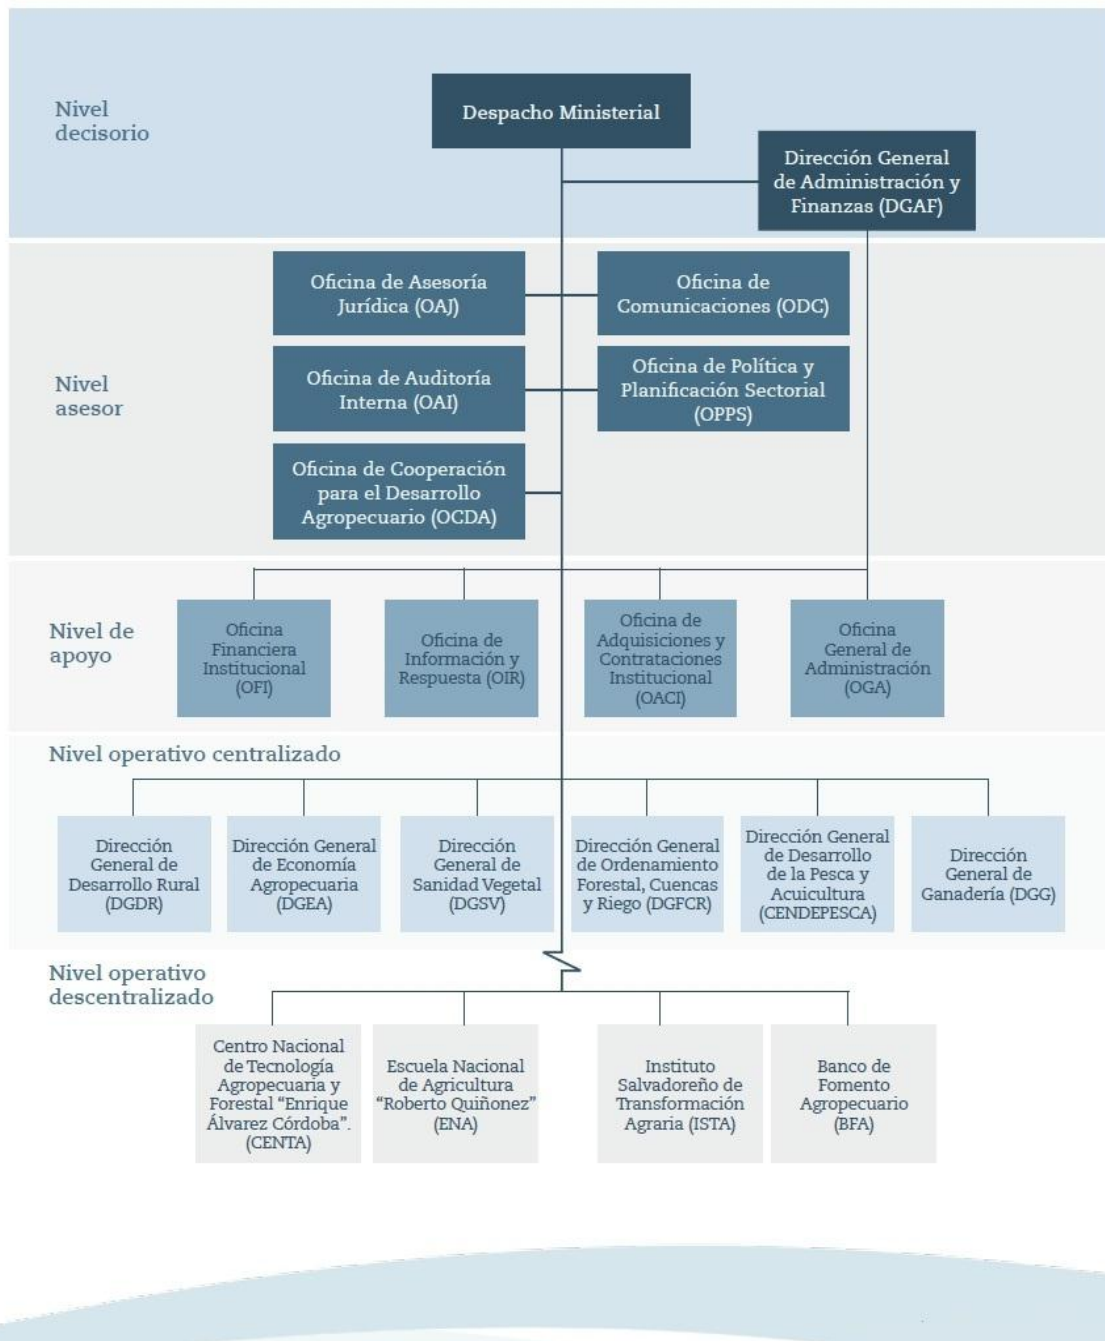 Nivel
decisorio
Despacho Ministerial
Dirección General
de Administración y
Finanzas (DGAF)
Nivel
asesor
Oficina de Asesoría
Jurídica (OAJ)
Oficina de
Comunicaciones (ODC)
Oficina de Auditoría
Interna (OAI)
Oficina de Política y
Planificación Sectorial
(OPPS)
Oficina de Cooperación
para el Desarrollo
Agropecuario (OCDA)
Nivel de
apoyo
Oficina
Financiera
Institucional
(OFI)
Oficina de
Información y
Respuesta (OIR)
Oficina de
Adquisiciones y
Contrataciones
Institucional
(OACI)
Oficina
General de
Administración
(OGA)
Nivel operativo centralizado
Dirección
General de
Desarrollo Rural
(DGDR)
Dirección General
de Economía
Agropecuaria
(DGEA)
Dirección
General de
Sanidad Vegetal
(DGSV)
Dirección General
de Ordenamiento
Forestal, Cuencas
y Riego (DGFCR)
Dirección General
de Desarrollo
de la Pesca y
Acuicultura
(CENDEPESCA)
Dirección
General de
Ganadería (DGG)
Nivel operativo
descentralizado
Centro Nacional
de Tecnología
Agropecuaria y
Forestal “Enrique
Álvarez Córdoba”.
(CENTA)
Escuela Nacional
de Agricultura
“Roberto Quiñonez”
(ENA)
Instituto
Salvadoreño de
Transformación
Agraria (ISTA)
Banco de
Fomento
Agropecuario
(BFA)